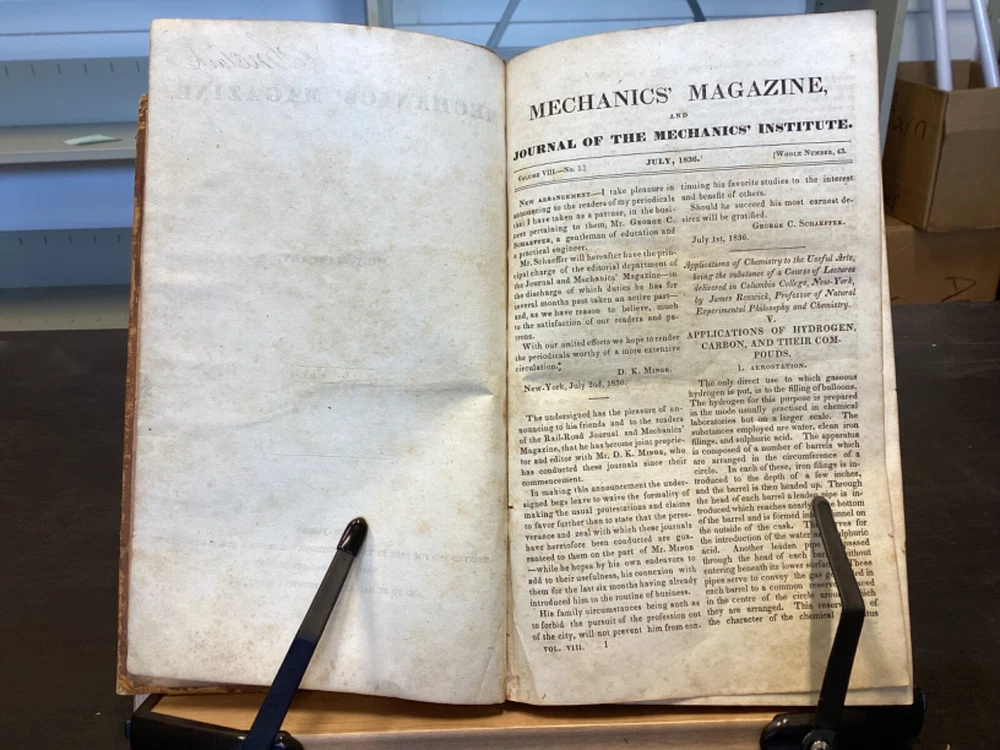 MECHANICS' MAGAZINE,
AND
JOURNAL OF THE MECHANICS' INSTITUTE.
Volume VIII.—No. 1.]
JULY, 1836.
[Whole Number, 43.
New arrangement.—I take pleasure in
announcing to the readers of my periodicals
that I have taken as a partner, in the busi-
ness pertaining to them, Mr. George C.
Schaeffer, a gentleman of education and
a practical engineer.
Mr. Schaeffer will hereafter have the prin-
cipal charge of the editorial department of
the Journal and Mechanics' Magazine—in
the discharge of which duties he has for
several months past taken an active part—
and, as we have reason to believe, much
to the satisfaction of our readers and pa-
trons.
With our united efforts we hope to render
the periodicals worthy of a more extensive
circulation.
D. K. Minor.
New-York, July 2nd, 1836.
The undersigned has the pleasure of an-
nouncing to his friends and to the readers
of the Rail-Road Journal and Mechanics'
Magazine, that he has become joint proprie-
tor and editor with Mr. D. K. Minor, who
has conducted these journals since their
commencement.
In making this announcement the under-
signed begs leave to waive the formality of
making the usual protestations and claims
to favor further than to state that the perse-
verance and zeal with which these journals
have heretofore been conducted are gua-
ranteed to them on the part of Mr. Minor
—while he hopes by his own endeavors to
add to their usefulness, his connexion with
them for the last six months having already
introduced him to the routine of business.
His family circumstances being such as
to forbid the pursuit of the profession out
of the city, will not prevent him from con-
VOL. VIII. 1
tinuing his favorite studies to the interest
and benefit of others.
Should he succeed his most earnest de-
sires will be gratified.
George C. Schaeffer.
July 1st, 1836.
Applications of Chemistry to the Useful Arts,
being the substance of a Course of Lectures
delivered in Columbia College, New-York,
by James Renwick, Professor of Natural
Experimental Philosophy and Chemistry.
V.
APPLICATIONS OF HYDROGEN,
CARBON, AND THEIR COM-
POUDS.
1. AEROSTATION.
The only direct use to which gaseous
hydrogen is put, is to the filling of balloons.
The hydrogen for this purpose is prepared
in the mode usually practised in chemical
laboratories but on a larger scale. The
substances employed are water, clean iron
filings, and sulphuric acid. The apparatus
is composed of a number of barrels which
are arranged in the circumference of a
circle. In each of these, iron filings is in-
troduced to the depth of a few inches,
and the barrel is then headed up. Through
the head of each barrel a leaden pipe is in-
troduced which reaches nearly bottom
of the barrel and is formed in on
the outside of the cask. for
the introduction of the water
acid. Another leaden passed
through the head of each without
entering beneath its lower These
pipes serve to convey the gas in
each barrel to a common
in the centre of the circle which
they are arranged. This of
the character of the chemical